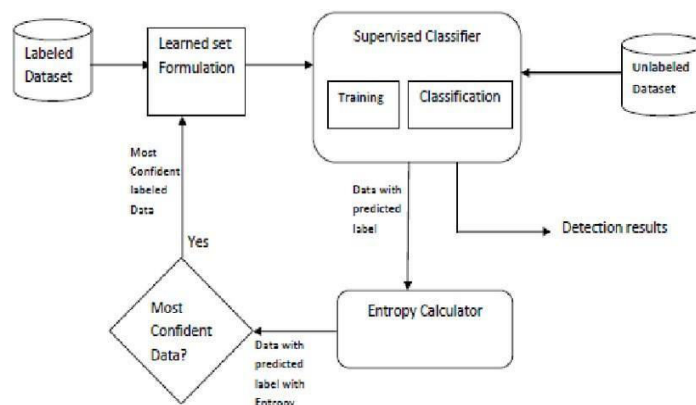 Labeled
Dataset
Learned set
Formulation
Supervised Classifier
Training
Classification
Unlabeled
Dataset
Most
Confident
labeled
Data
Data with
predicted
label
Detection results
Yes
Most
Confident
Data?
Entropy Calculator
Data with
predicted
label with
Entropy